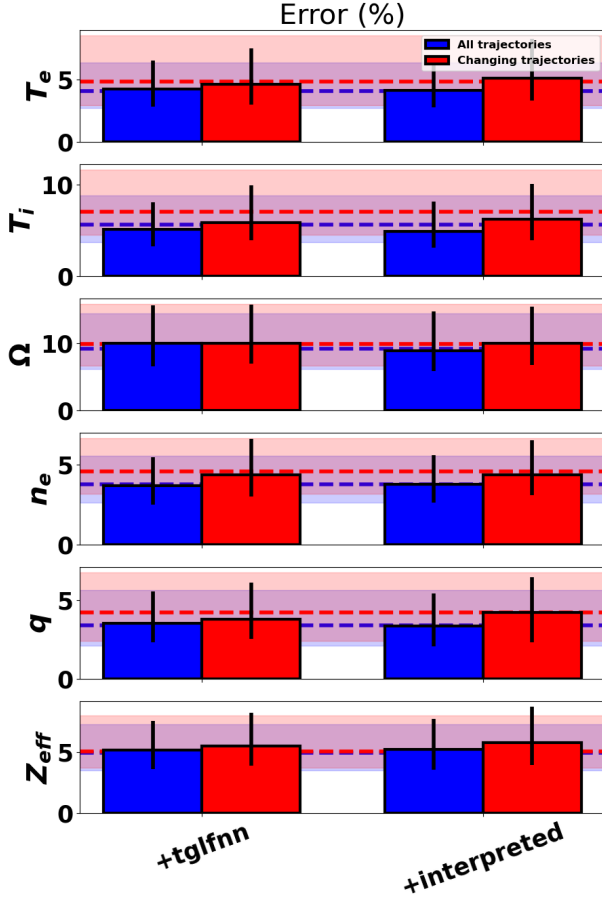 Error (%)
All trajectories
Changing trajectories
T_e
5
0
T_i
10
0
Ω
10
0
n_e
5
0
q
5
0
Z_eff
5
0
+tglfnn
+interpreted